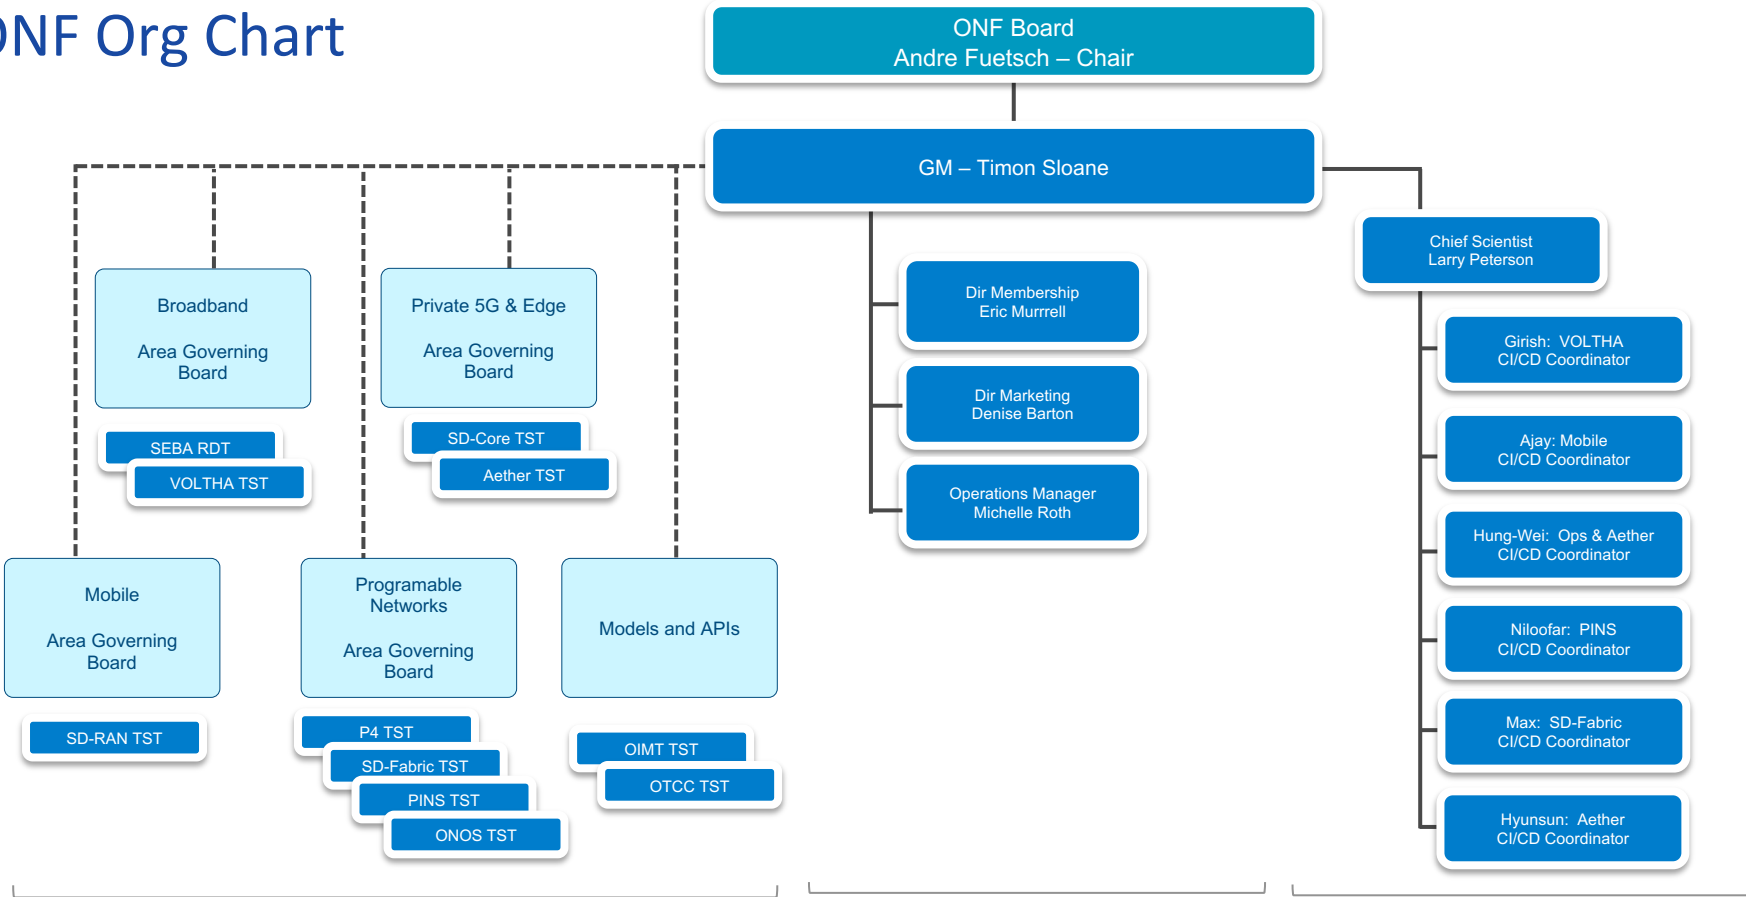 ONF Org Chart
ONF Board
Andre Fuetsch – Chair
GM – Timon Sloane
Chief Scientist
Larry Peterson
Broadband
Area Governing
Board
Private 5G & Edge
Area Governing
Board
Dir Membership
Eric Murrrell
Girish:  VOLTHA
CI/CD Coordinator
Dir Marketing
Denise Barton
SEBA RDT
VOLTHA TST
SD-Core TST
Aether TST
Ajay: Mobile
CI/CD Coordinator
Operations Manager
Michelle Roth
Hung-Wei:  Ops & Aether
CI/CD Coordinator
Mobile
Area Governing
Board
Programable
Networks
Area Governing
Board
Models and APIs
Niloofar:  PINS
CI/CD Coordinator
SD-RAN TST
P4 TST
SD-Fabric TST
PINS TST
ONOS TST
OIMT TST
OTCC TST
Max:  SD-Fabric
CI/CD Coordinator
Hyunsun:  Aether
CI/CD Coordinator